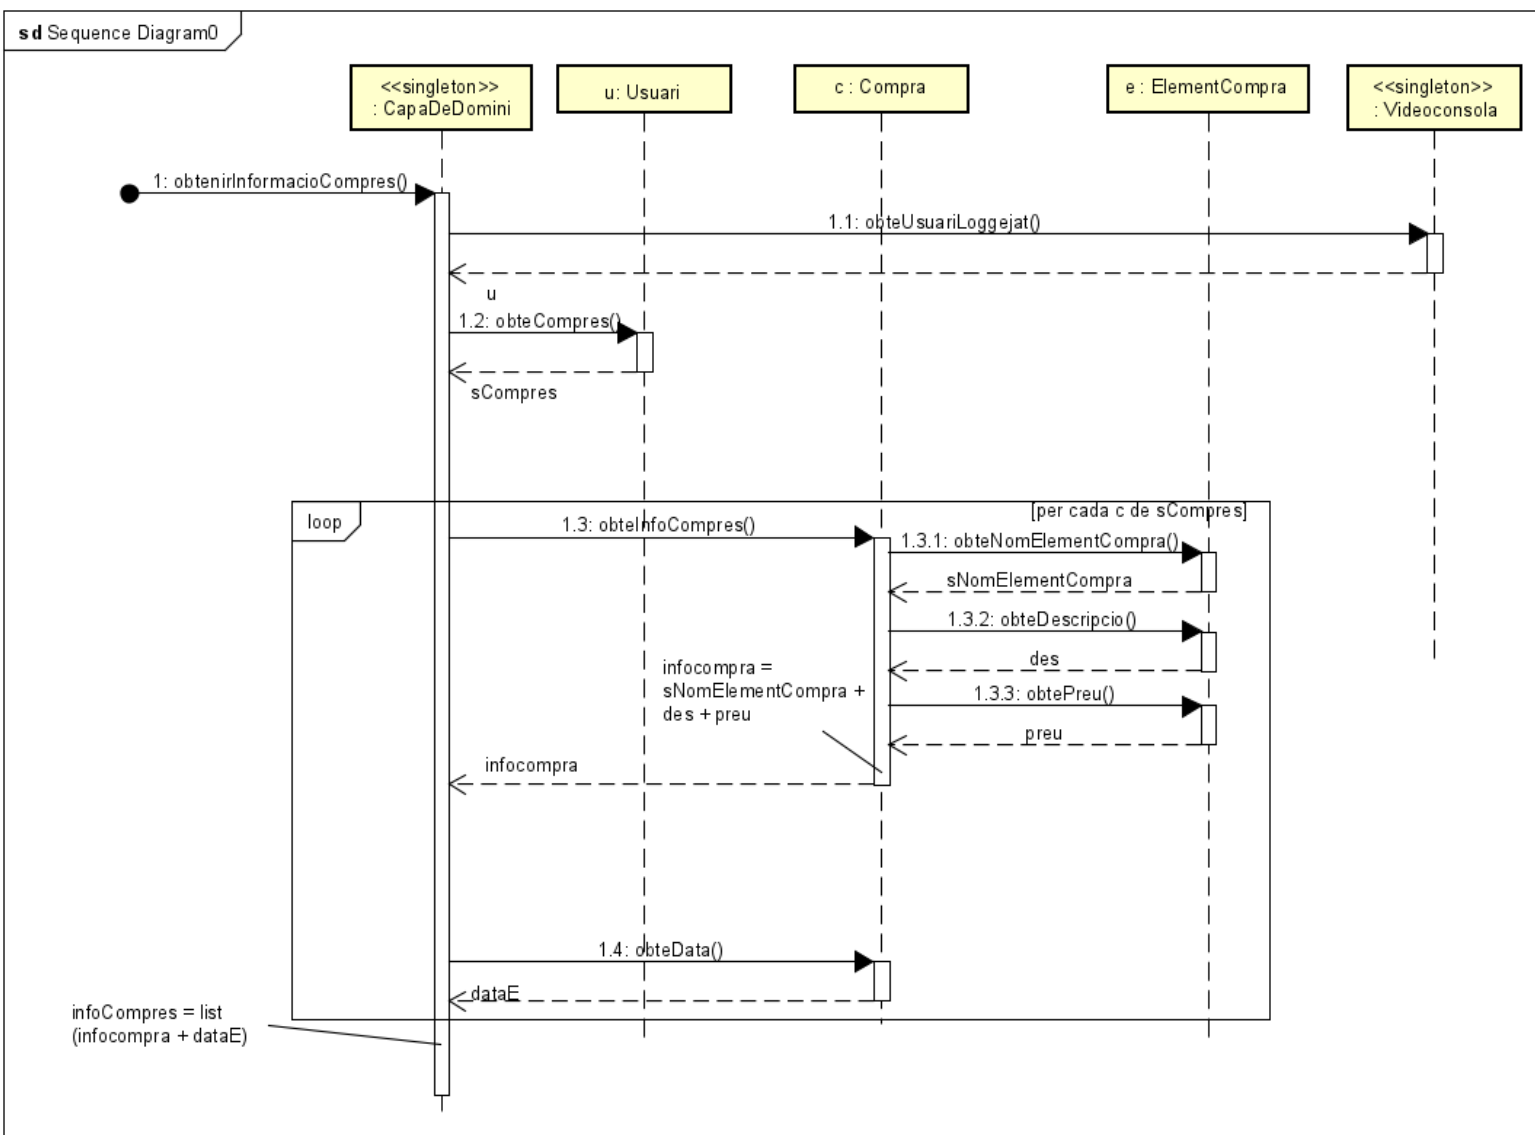 sd Sequence Diagram0
<<singleton>>
: CapaDeDomini
u: Usuari
c : Compra
e : ElementCompra
<<singleton>>
: Videoconsola
1: obtenirInformacioCompres()
1.1: obteUsuariLoggejat()
u
1.2: obteCompres()
sCompres
loop
[per cada c de sCompres]
1.3: obteInfoCompres()
1.3.1: obteNomElementCompra()
sNomElementCompra
1.3.2: obteDescripcio()
des
infocompra =
sNomElementCompra +
des + preu
1.3.3: obtePreu()
preu
infocompra
1.4: obteData()
dataE
infoCompres = list
(infocompra + dataE)